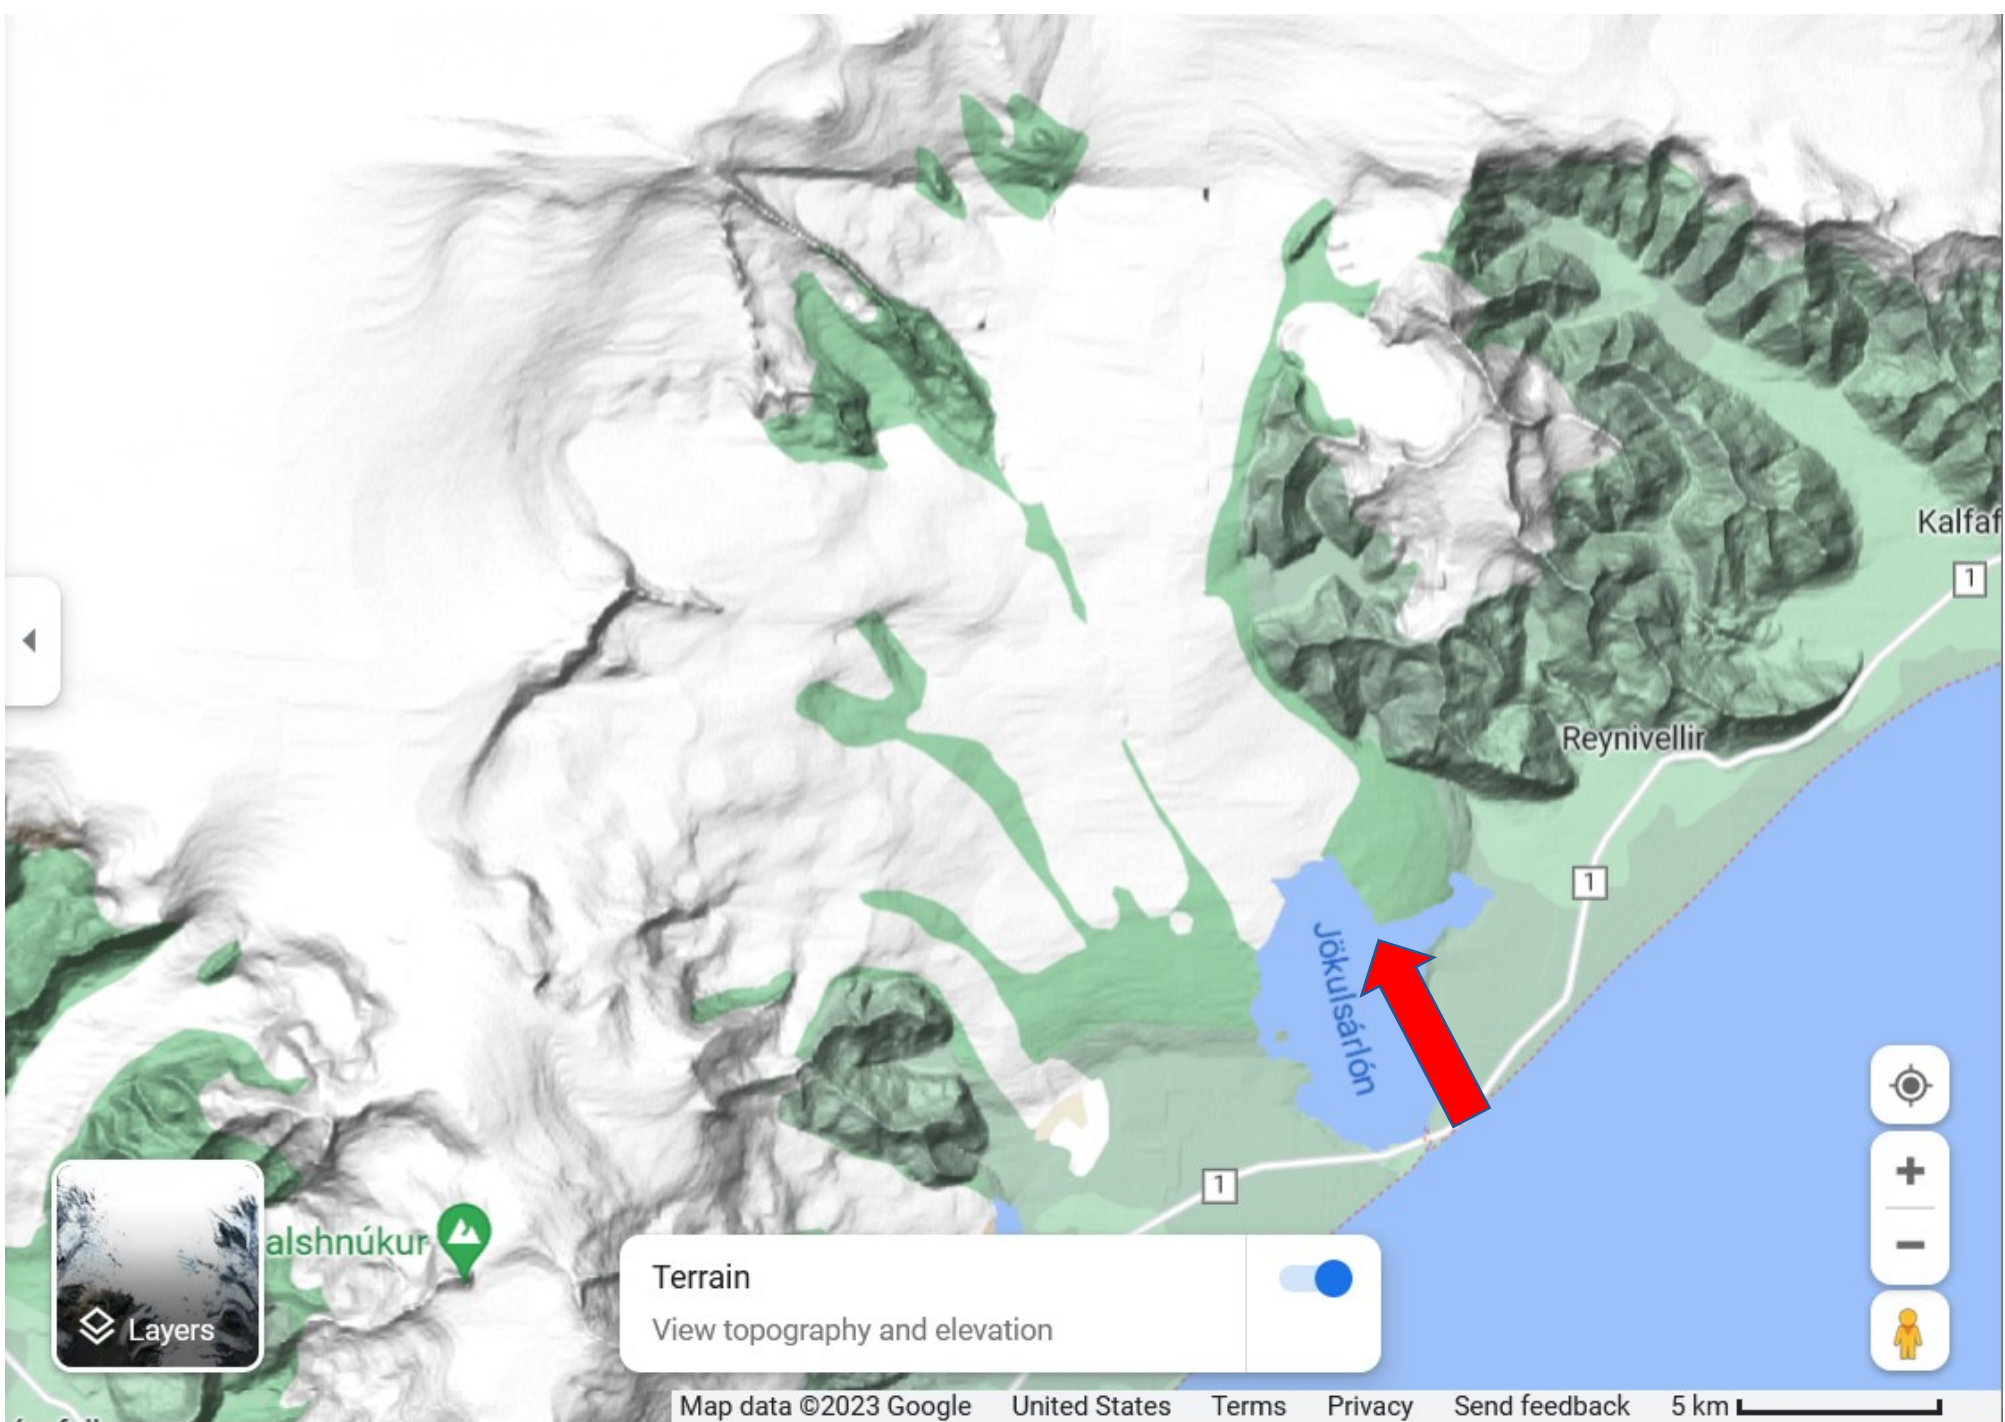 Kalfaf
1
Reynivellir
1
Jökulsárlón
1
alshnúkur
Layers
Terrain
View topography and elevation
Map data ©2023 Google United States Terms Privacy Send feedback 5 km